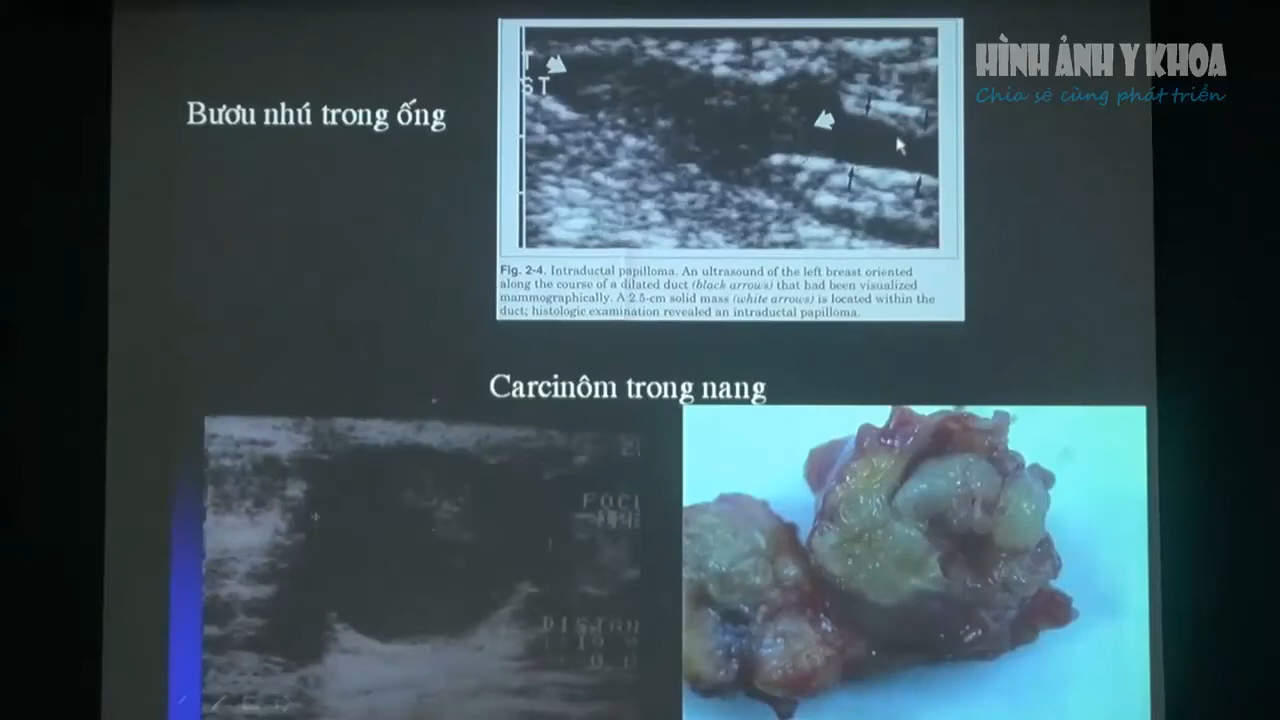 HÌNH ẢNH Y KHOA
Chia sẻ cùng phát triển
Bươu nhú trong ống
T
ST
Fig. 2-4. Intraductal papilloma. An ultrasound of the left breast oriented
along the course of a dilated duct (black arrows) that had been visualized
mammographically. A 2.5-cm solid mass (white arrows) is located within the
duct; histologic examination revealed an intraductal papilloma.
Carcinôm trong nang
FOCI
DISTAN